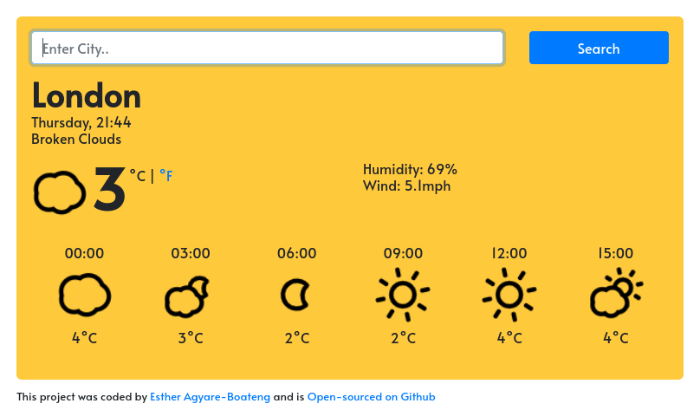 Enter City..
Search
London
Thursday, 21:44
Broken Clouds
3 °C | °F
Humidity: 69%
Wind: 5.1mph
00:00 03:00 06:00 09:00 12:00 15:00
4°C 3°C 2°C 2°C 4°C 4°C
This project was coded by Esther Agyare-Boateng and is Open-sourced on Github